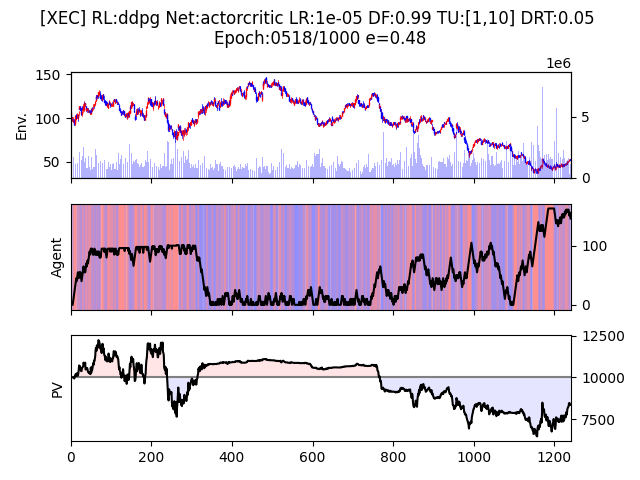 [XEC] RL:ddpg Net:actorcritic LR:1e-05 DF:0.99 TU:[1,10] DRT:0.05
Epoch:0518/1000 e=0.48
1e6
150
100
50
Env.
5
0
Agent
100
0
PV
12500
10000
7500
0
200
400
600
800
1000
1200